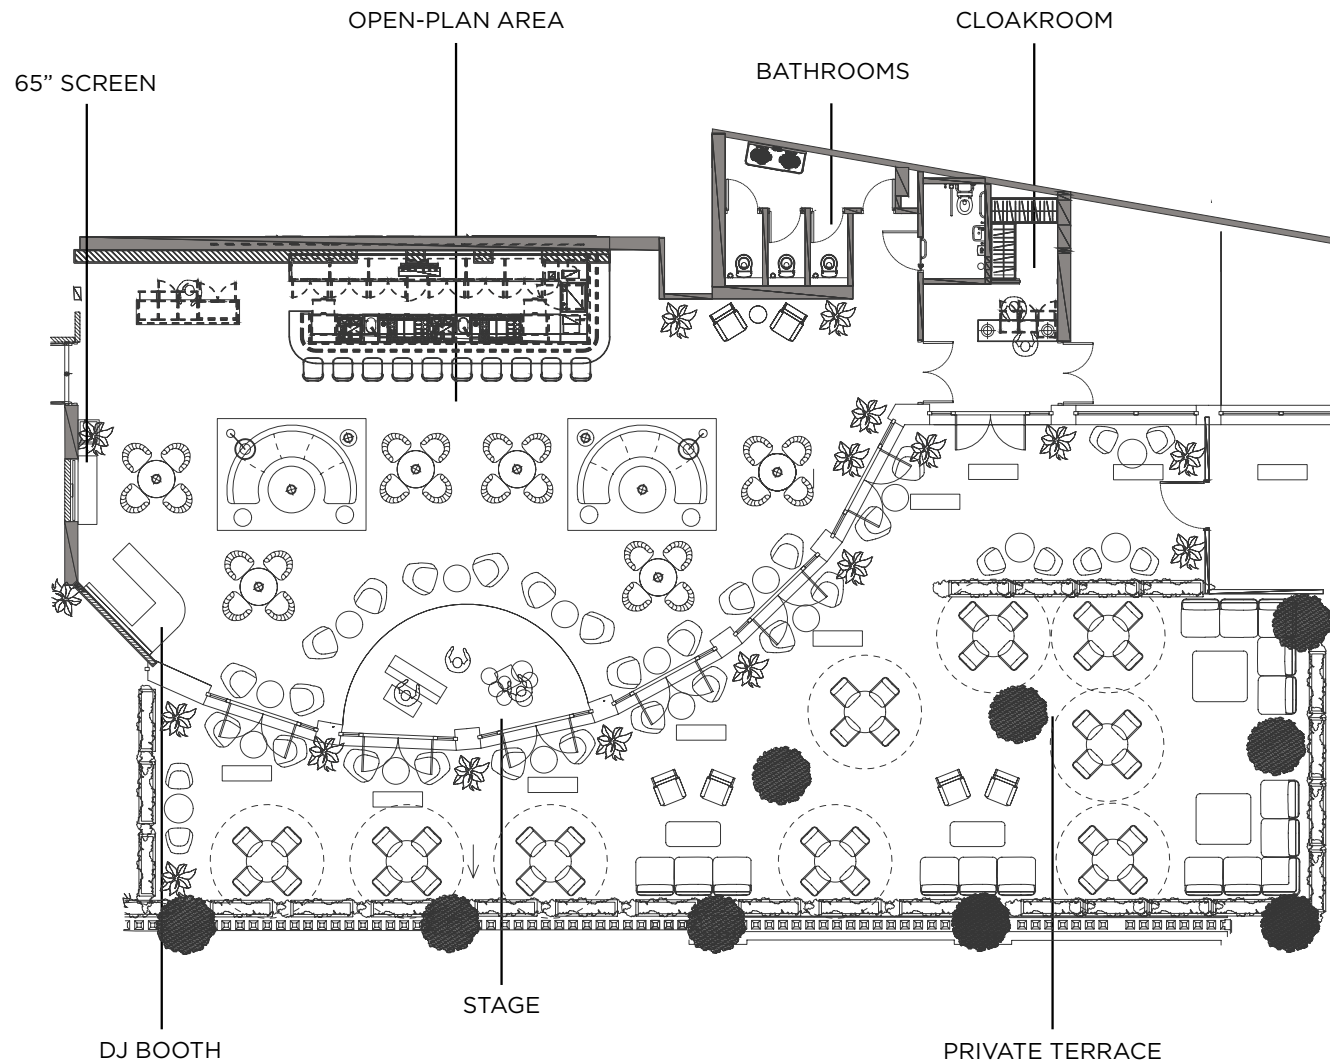 OPEN-PLAN AREA
CLOAKROOM
BATHROOMS
65” SCREEN
STAGE
DJ BOOTH
PRIVATE TERRACE